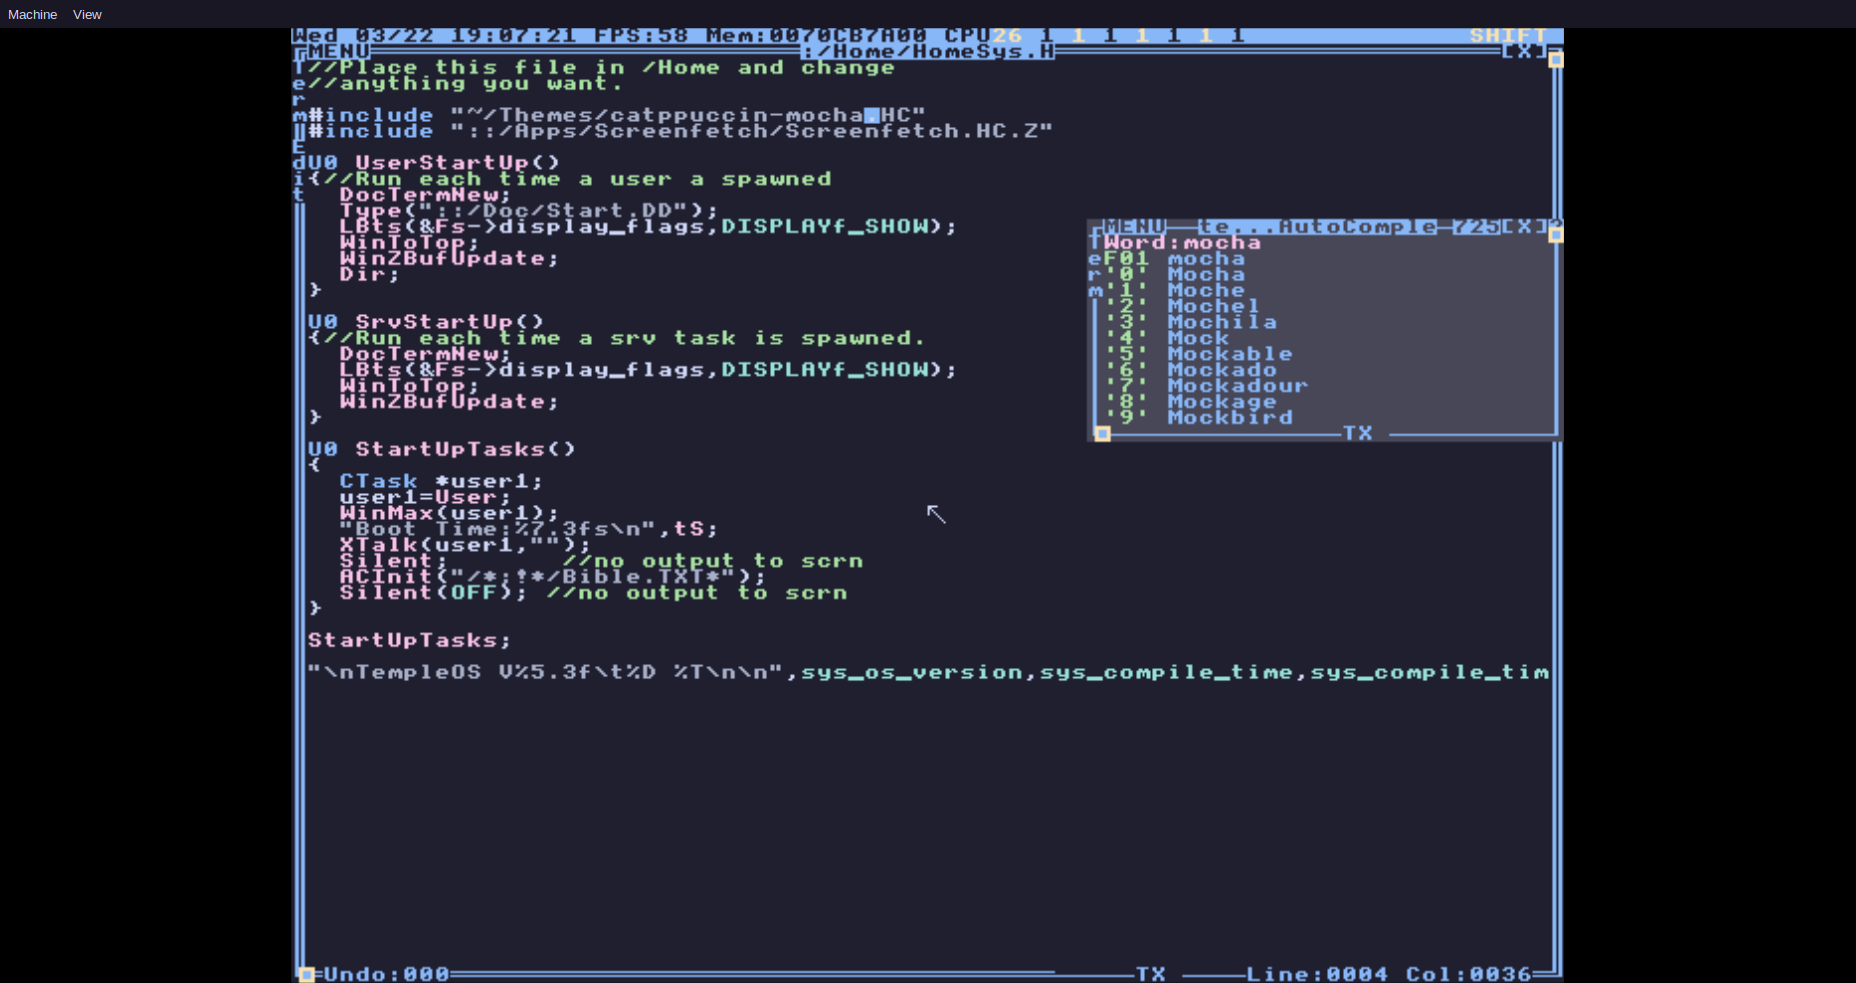 Machine View
Wed 03/22 19:07:21 FPS:58 Mem:0070CB7A00 CPU26 1 1 1 1 1 1 1 SHIFT
MENU :/Home/HomeSys.H [X]
Term
Edit
//Place this file in /Home and change
//anything you want.
#include "~/Themes/catppuccin-mocha.HC"
#include "::/Apps/Screenfetch/Screenfetch.HC.Z"
U0 UserStartUp()
{//Run each time a user a spawned
DocTermNew;
Type("::/Doc/Start.DD");
LBts(&Fs->display_flags,DISPLAYf_SHOW);
WinToTop;
WinZBufUpdate;
Dir;
}
U0 SrvStartUp()
{//Run each time a srv task is spawned.
DocTermNew;
LBts(&Fs->display_flags,DISPLAYf_SHOW);
WinToTop;
WinZBufUpdate;
}
U0 StartUpTasks()
{
CTask *user1;
user1=User;
WinMax(user1);
"Boot Time:%7.3fs\n",tS;
XTalk(user1,"");
Silent; //no output to scrn
ACInit("/*;!*/Bible.TXT*");
Silent(OFF); //no output to scrn
}
StartUpTasks;
"\nTempleOS V%5.3f\t%D %T\n\n",sys_os_version,sys_compile_time,sys_compile_tim
MENU te...AutoComple 725[X]?
Term
Word:mocha
F01 mocha
'0' Mocha
'1' Moche
'2' Mochel
'3' Mochila
'4' Mock
'5' Mockable
'6' Mockado
'7' Mockadour
'8' Mockage
'9' Mockbird
TX
Undo:000 TX Line:0004 Col:0036